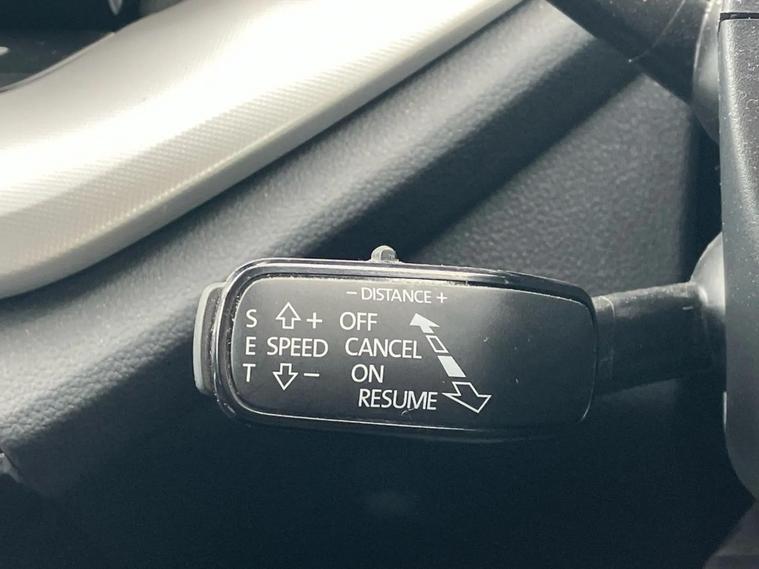 − DISTANCE +
S + OFF
E SPEED CANCEL
T − ON
RESUME